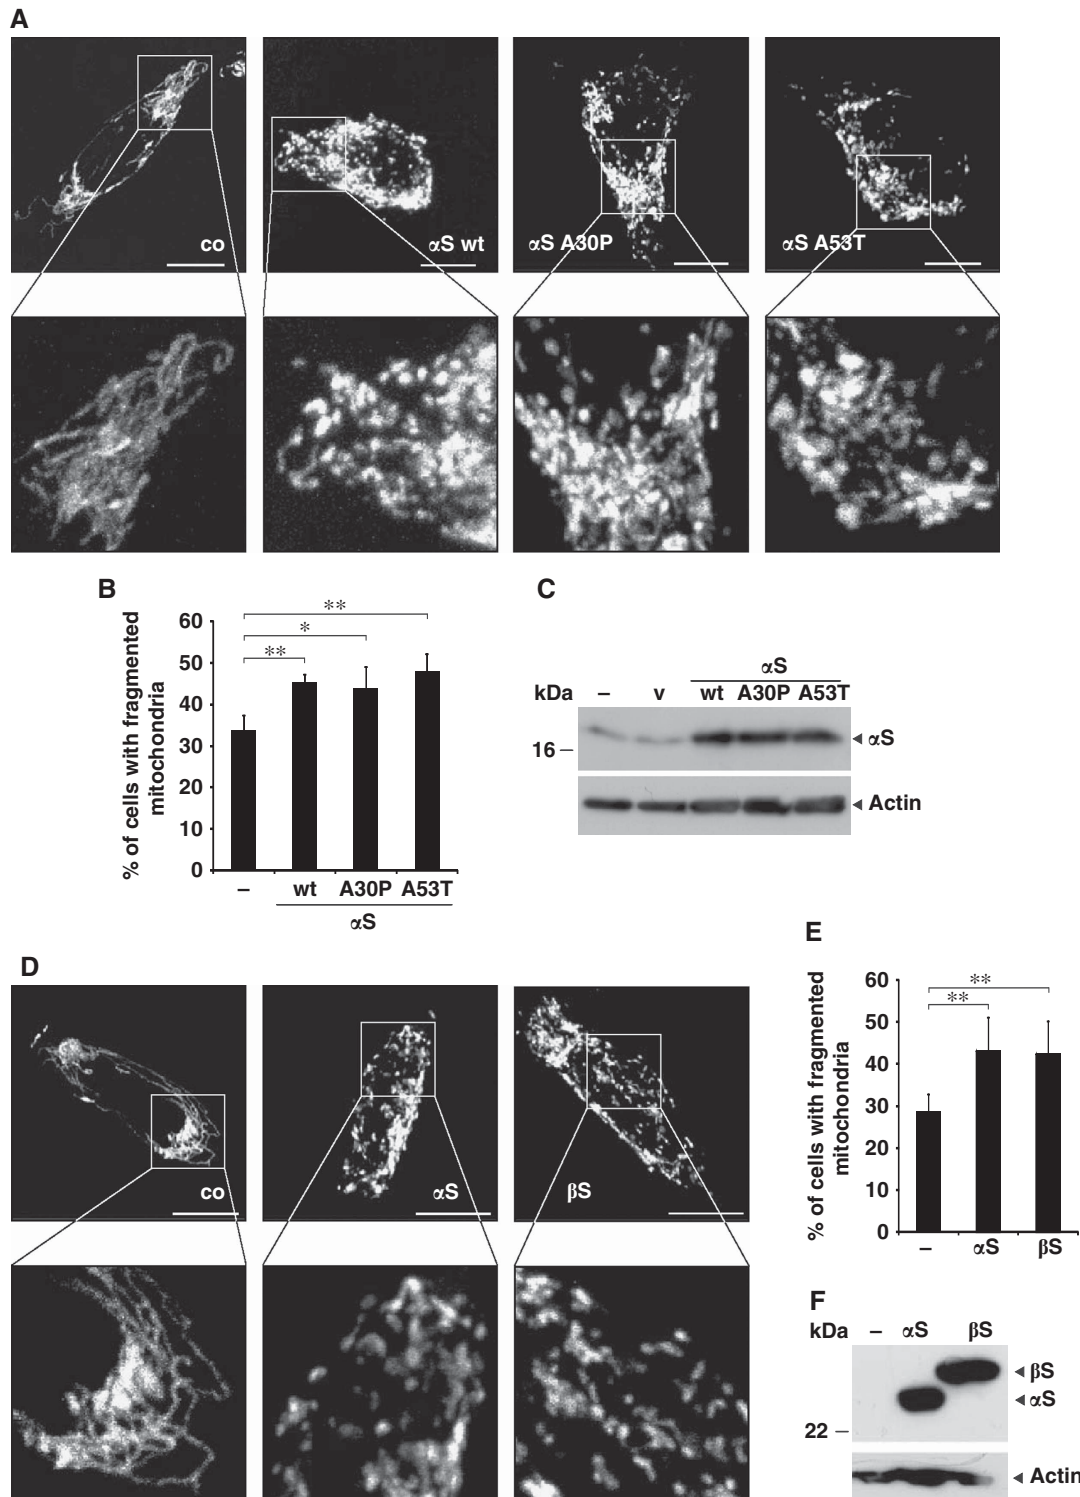 A
co
αS wt
αS A30P
αS A53T
B
% of cells with fragmented
mitochondria
60
50
40
30
20
10
0
**
*
**
– wt A30P A53T
αS
C
αS
kDa – v wt A30P A53T
16 –
αS
Actin
D
co
αS
βS
E
% of cells with fragmented
mitochondria
60
50
40
30
20
10
0
**
**
– αS βS
F
kDa – αS βS
βS
αS
22 –
Actin